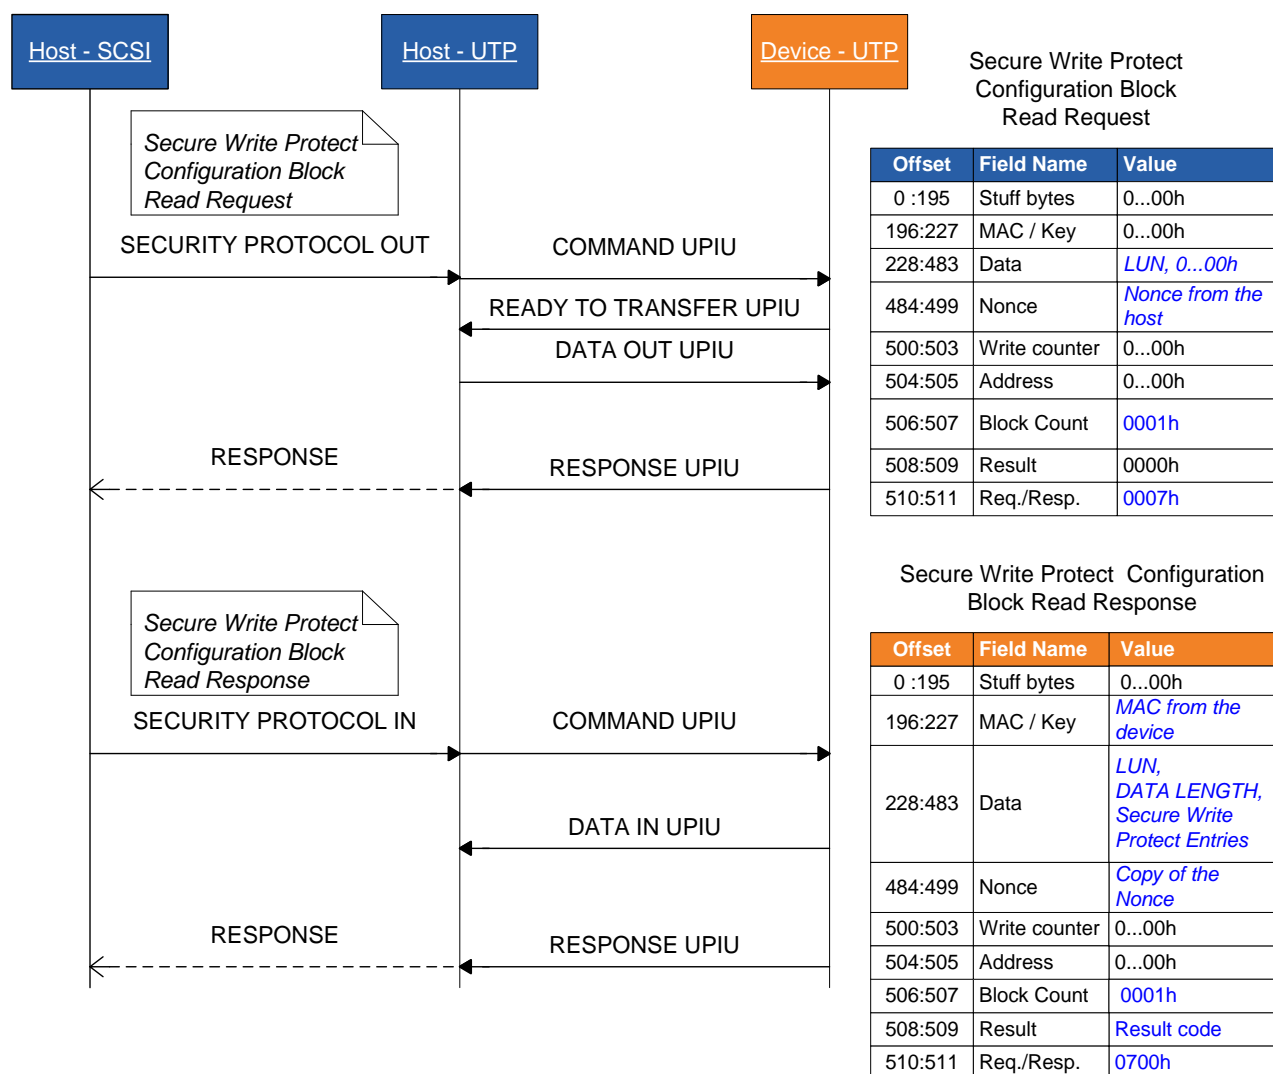 Host - SCSI
Host - UTP
Device - UTP
Secure Write Protect
Configuration Block
Read Request
SECURITY PROTOCOL OUT
COMMAND UPIU
READY TO TRANSFER UPIU
DATA OUT UPIU
RESPONSE
RESPONSE UPIU
Secure Write Protect
Configuration Block
Read Response
SECURITY PROTOCOL IN
COMMAND UPIU
DATA IN UPIU
RESPONSE
RESPONSE UPIU
Secure Write Protect
Configuration Block
Read Request
Offset Field Name Value
0 :195 Stuff bytes 0...00h
196:227 MAC / Key 0...00h
228:483 Data LUN, 0...00h
484:499 Nonce Nonce from the
host
500:503 Write counter 0...00h
504:505 Address 0...00h
506:507 Block Count 0001h
508:509 Result 0000h
510:511 Req./Resp. 0007h
Secure Write Protect Configuration
Block Read Response
Offset Field Name Value
0 :195 Stuff bytes 0...00h
196:227 MAC / Key MAC from the
device
228:483 Data LUN,
DATA LENGTH,
Secure Write
Protect Entries
484:499 Nonce Copy of the
Nonce
500:503 Write counter 0...00h
504:505 Address 0...00h
506:507 Block Count 0001h
508:509 Result Result code
510:511 Req./Resp. 0700h